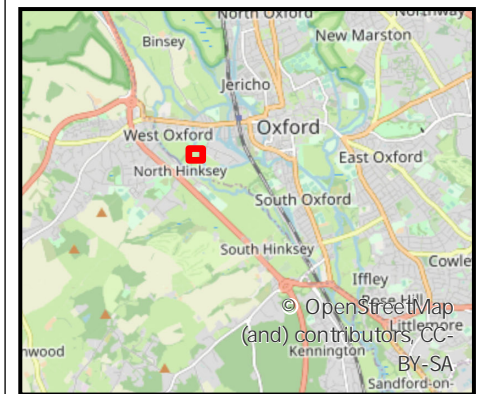 North Oxford
Northway
New Marston
Binsey
Jericho
West Oxford
Oxford
East Oxford
North Hinksey
South Oxford
South Hinksey
Cowle
Iffley
Rose Hill
© OpenStreetMap
(and) contributors, CC-
Littlemore
BY-SA
nwood
Kennington
Sandford-on-